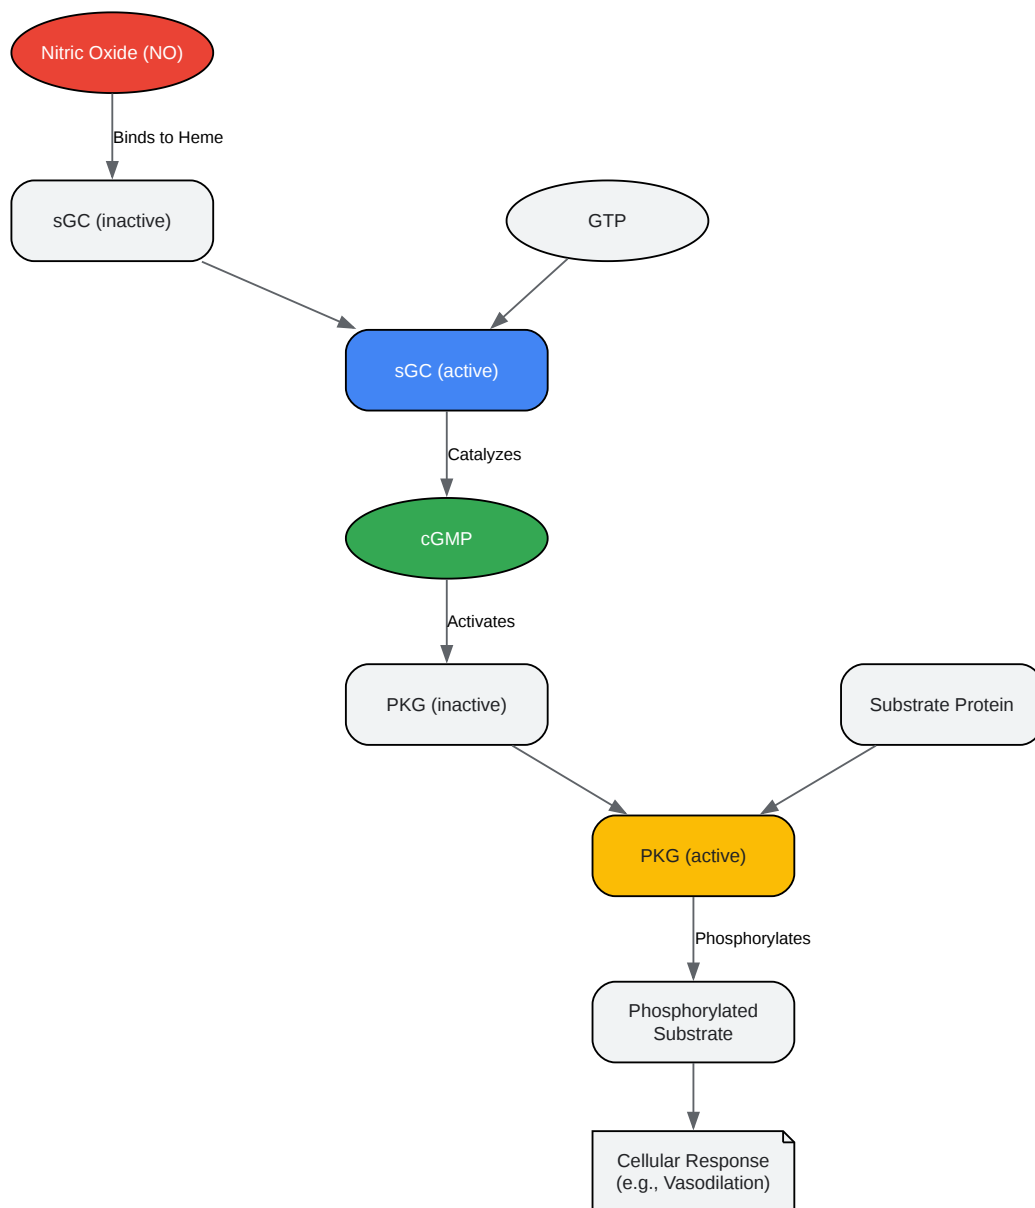 Nitric Oxide (NO)
Binds to Heme
sGC (inactive)
GTP
sGC (active)
Catalyzes
cGMP
Activates
PKG (inactive)
Substrate Protein
PKG (active)
Phosphorylates
Phosphorylated
Substrate
Cellular Response
(e.g., Vasodilation)